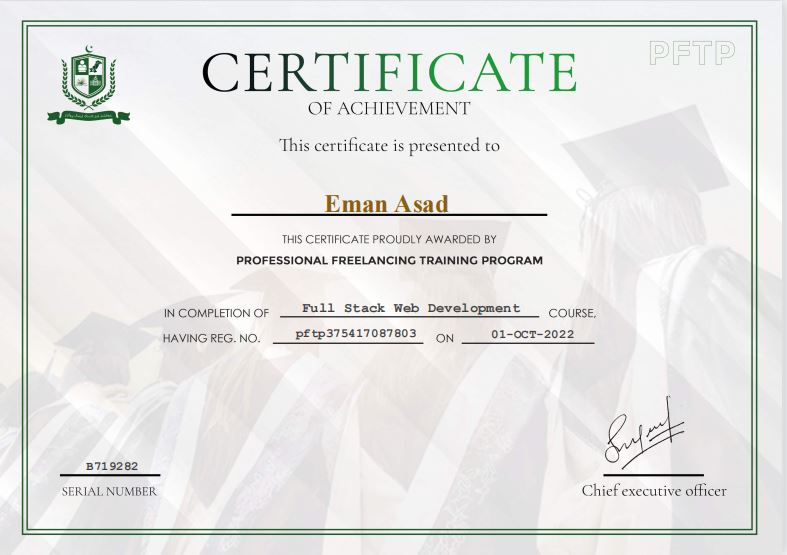 PFTP
CERTIFICATE
OF ACHIEVEMENT
This certificate is presented to
Eman Asad
THIS CERTIFICATE PROUDLY AWARDED BY
PROFESSIONAL FREELANCING TRAINING PROGRAM
IN COMPLETION OF Full Stack Web Development COURSE,
HAVING REG. NO. pftp375417087803 ON 01-OCT-2022
B719282
SERIAL NUMBER
Chief executive officer